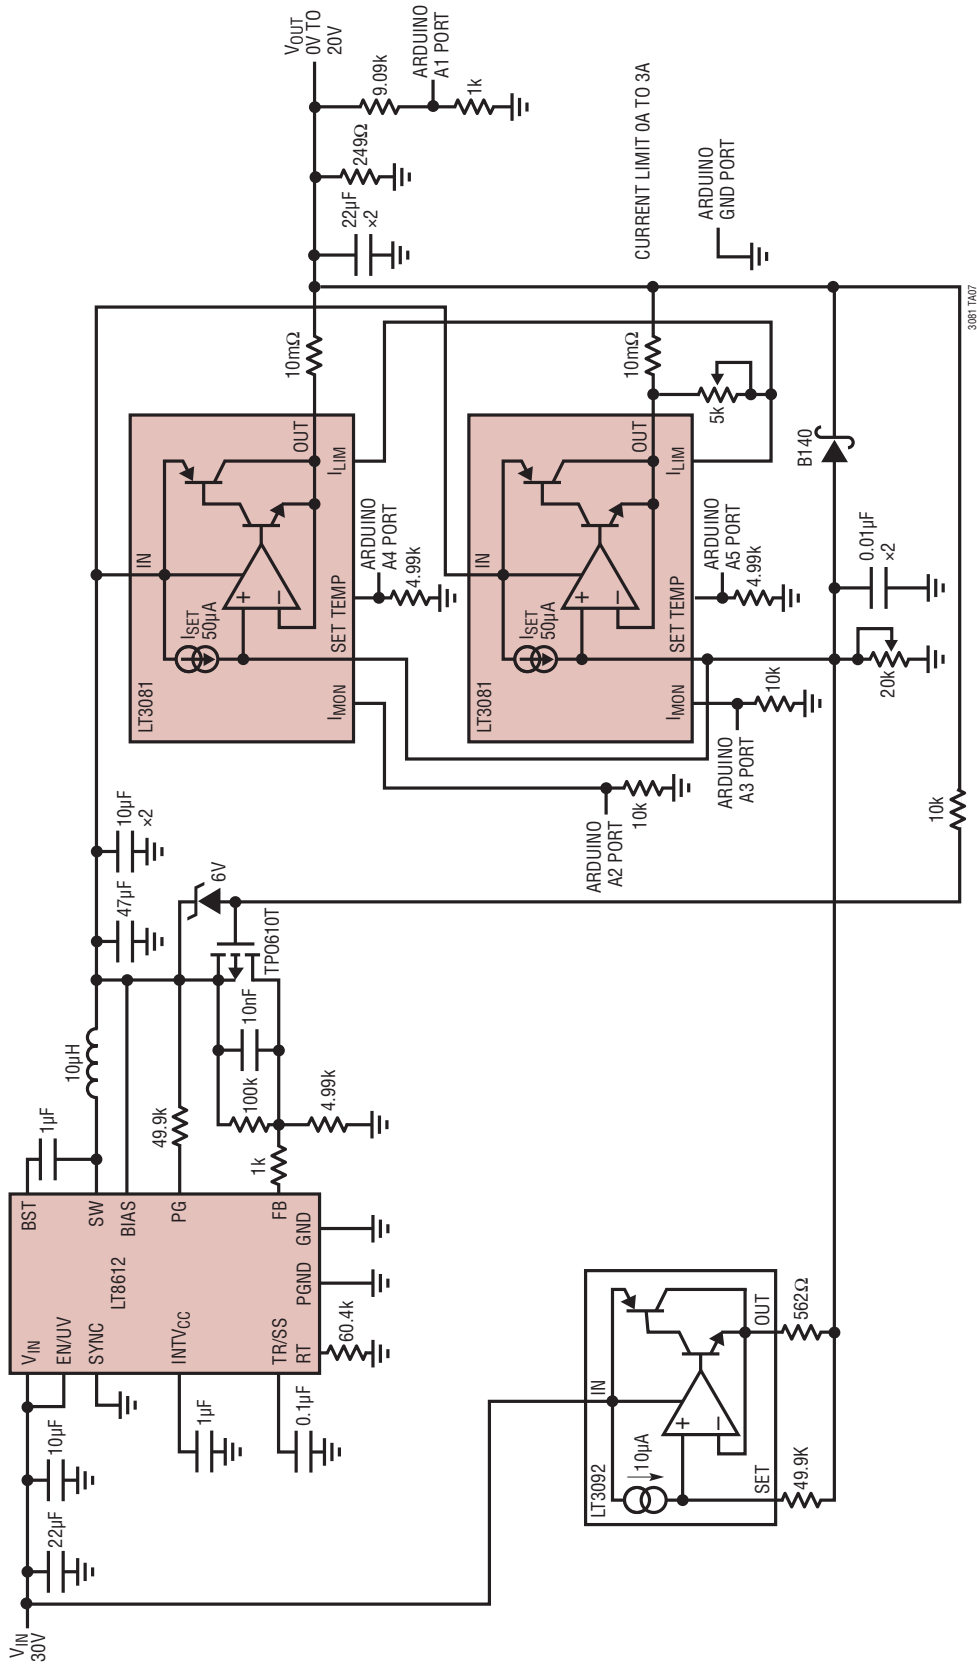 VIN
30V
22µF
10µF
VIN
EN/UV
SYNC
INTVCC
TR/SS
RT
LT8612
BST
SW
BIAS
PG
FB
PGND
GND
1µF
0.1µF
60.4k
1µF
10µH
49.9k
1k
100k
10nF
4.99k
TPO610T
6V
47µF
10µF
×2
LT3081
IN
ISET
50µA
+
–
OUT
IMON
SET
TEMP
ILIM
10mΩ
ARDUINO
A4 PORT
4.99k
22µF
×2
249Ω
VOUT
0V TO
20V
9.09k
ARDUINO
A1 PORT
1k
LT3081
IN
ISET
50µA
+
–
OUT
IMON
SET
TEMP
ILIM
10mΩ
5k
CURRENT LIMIT 0A TO 3A
ARDUINO
GND PORT
ARDUINO
A2 PORT
10k
ARDUINO
A3 PORT
10k
ARDUINO
A5 PORT
4.99k
20k
0.01µF
×2
B140
10k
LT3092
IN
10µA
+
–
SET
OUT
49.9K
562Ω
3081 TA07